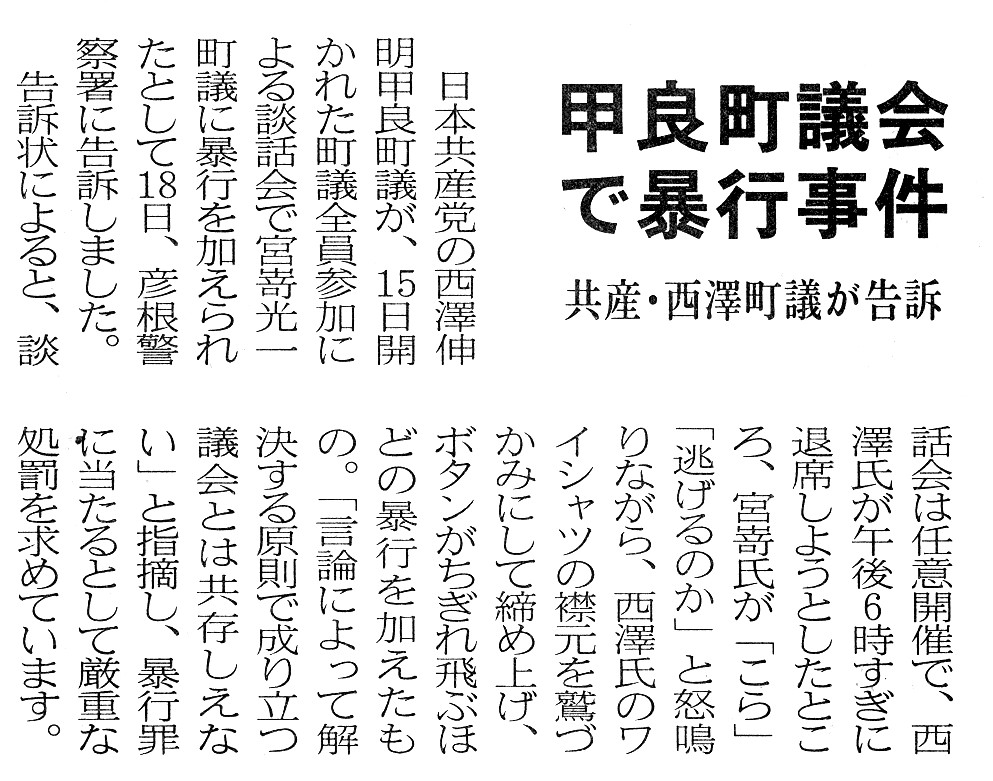 甲良町議会
で暴行事件
共産・西澤町議が告訴
日本共産党の西澤伸
明甲良町議が、15日開
かれた町議全員参加に
よる談話会で宮嵜光一
町議に暴行を加えられ
たとして18日、彦根警
察署に告訴しました。
告訴状によると、談
話会は任意開催で、西
澤氏が午後6時すぎに
退席しようとしたとこ
ろ、宮嵜氏が「こら」
「逃げるのか」と怒鳴
りながら、西澤氏のワ
イシャツの襟元を鷲づ
かみにして締め上げ、
ボタンがちぎれ飛ぶほ
どの暴行を加えたも
の。「言論によって解
決する原則で成り立つ
議会とは共存しえな
い」と指摘し、暴行罪
に当たるとして厳重な
処罰を求めています。